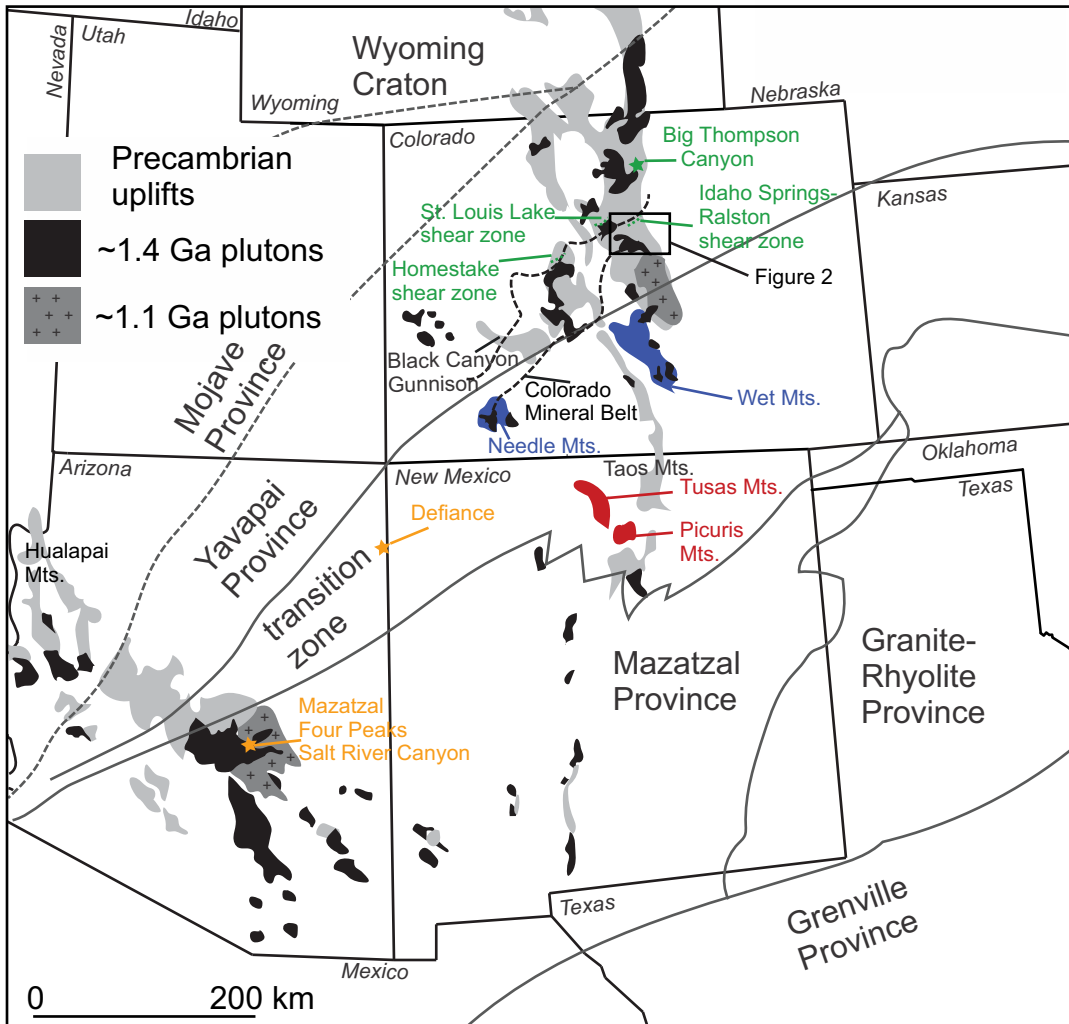 Idaho
Utah
Nevada
Wyoming
Craton
Wyoming
Nebraska
Colorado
Big Thompson
Canyon
Kansas
Precambrian
uplifts
~1.4 Ga plutons
~1.1 Ga plutons
St. Louis Lake
shear zone
Idaho Springs-
Ralston
shear zone
Homestake
shear zone
Figure 2
Black Canyon
Gunnison
Colorado
Mineral Belt
Wet Mts.
Needle Mts.
Mojave
Province
Arizona
New Mexico
Taos Mts.
Oklahoma
Texas
Tusas Mts.
Defiance
Picuris
Mts.
Yavapai
Province
Hualapai
Mts.
transition
zone
Mazatzal
Province
Granite-
Rhyolite
Province
Mazatzal
Four Peaks
Salt River Canyon
Texas
Grenville
Province
Mexico
0
200 km